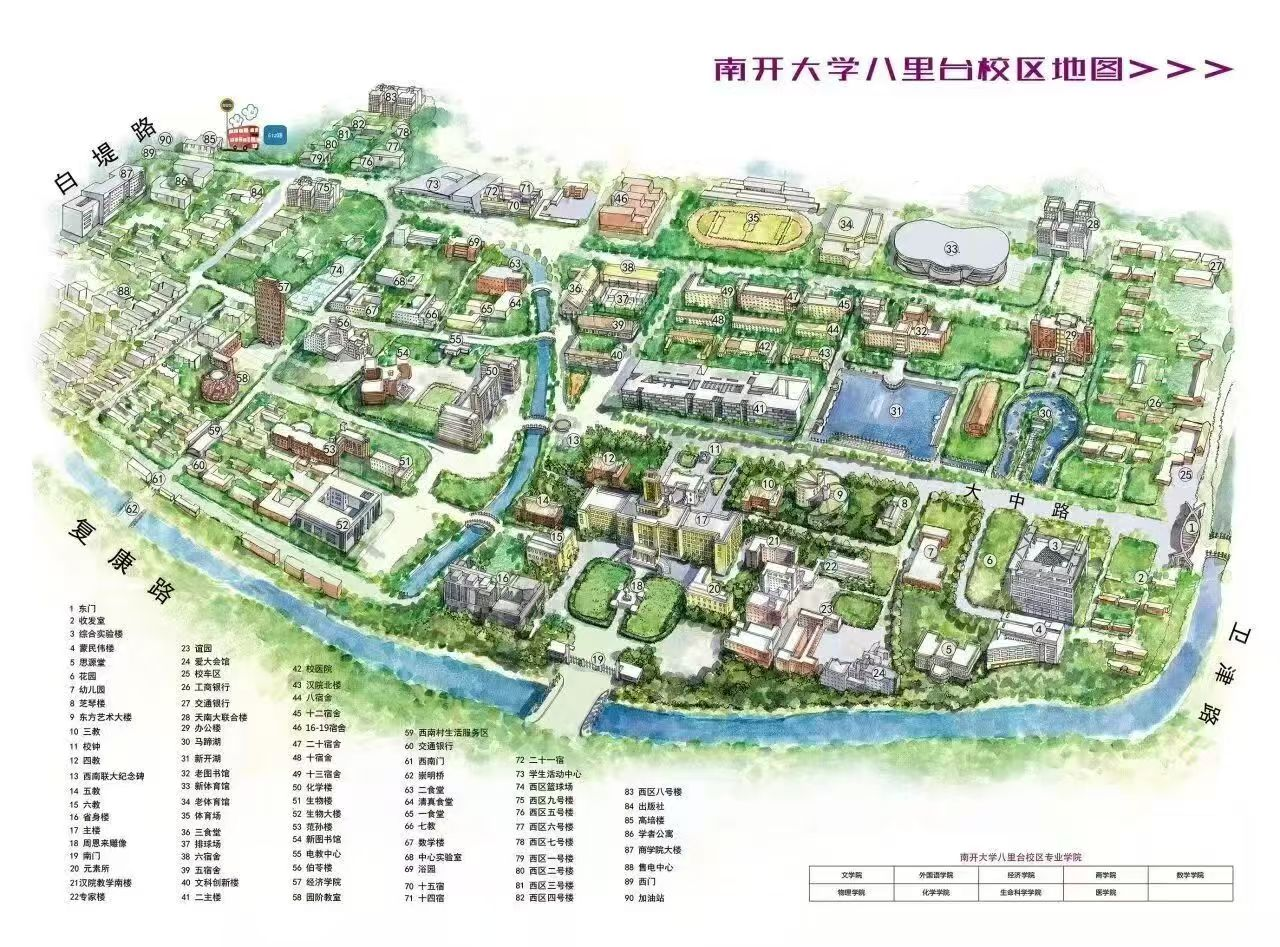 南开大学八里台校区地图>>>
白堤路
复康路
大中路
卫津路
1 东门
2 收发室
3 综合实验楼
4 蒙民伟楼
5 思源堂
6 花园
7 幼儿园
8 芝琴楼
9 东方艺术大楼
10 三教
11 校钟
12 四教
13 西南联大纪念碑
14 五教
15 六教
16 省身楼
17 主楼
18 周恩来雕像
19 南门
20 元素所
21汉院教学南楼
22专家楼
23 谊园
24 爱大会馆
25 校车区
26 工商银行
27 交通银行
28 天南大联合楼
29 办公楼
30 马蹄湖
31 新开湖
32 老图书馆
33 新体育馆
34 老体育馆
35 体育场
36 三食堂
37 排球场
38 六宿舍
39 五宿舍
40 文科创新楼
41 二主楼
42 校医院
43 汉院北楼
44 八宿舍
45 十二宿舍
46 16-19宿舍
47 二十宿舍
48 十宿舍
49 十三宿舍
50 化学楼
51 生物楼
52 生物大楼
53 范孙楼
54 新图书馆
55 电教中心
56 伯苓楼
57 经济学院
58 圆阶教室
59 西南村生活服务区
60 交通银行
61 西南门
62 崇明桥
63 二食堂
64 清真食堂
65 一食堂
66 七教
67 数学楼
68 中心实验室
69 浴园
70 十五宿
71 十四宿
72 二十一宿
73 学生活动中心
74 西区篮球场
75 西区九号楼
76 西区五号楼
77 西区六号楼
78 西区七号楼
79 西区一号楼
80 西区二号楼
81 西区三号楼
82 西区四号楼
83 西区八号楼
84 出版社
85 高培楼
86 学者公寓
87 商学院大楼
88 售电中心
89 西门
90 加油站
南开大学八里台校区专业学院
文学院 外国语学院 经济学院 商学院 数学学院
物理学院 化学学院 生命科学学院 医学院